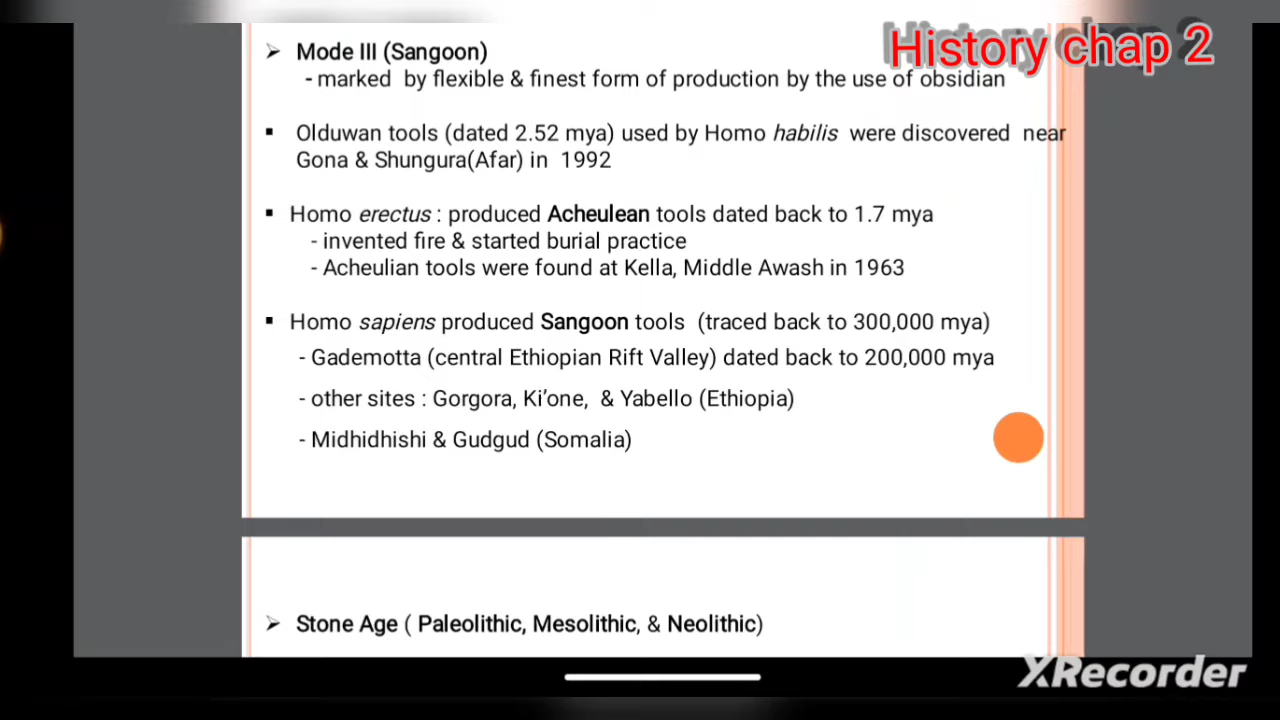 History chap 2
➢ Mode III (Sangoon)
- marked by flexible & finest form of production by the use of obsidian
▪ Olduwan tools (dated 2.52 mya) used by Homo habilis were discovered near
Gona & Shungura(Afar) in 1992
▪ Homo erectus : produced Acheulean tools dated back to 1.7 mya
- invented fire & started burial practice
- Acheulian tools were found at Kella, Middle Awash in 1963
▪ Homo sapiens produced Sangoon tools (traced back to 300,000 mya)
- Gademotta (central Ethiopian Rift Valley) dated back to 200,000 mya
- other sites : Gorgora, Ki’one, & Yabello (Ethiopia)
- Midhidhishi & Gudgud (Somalia)
➢ Stone Age ( Paleolithic, Mesolithic, & Neolithic)
XRecorder